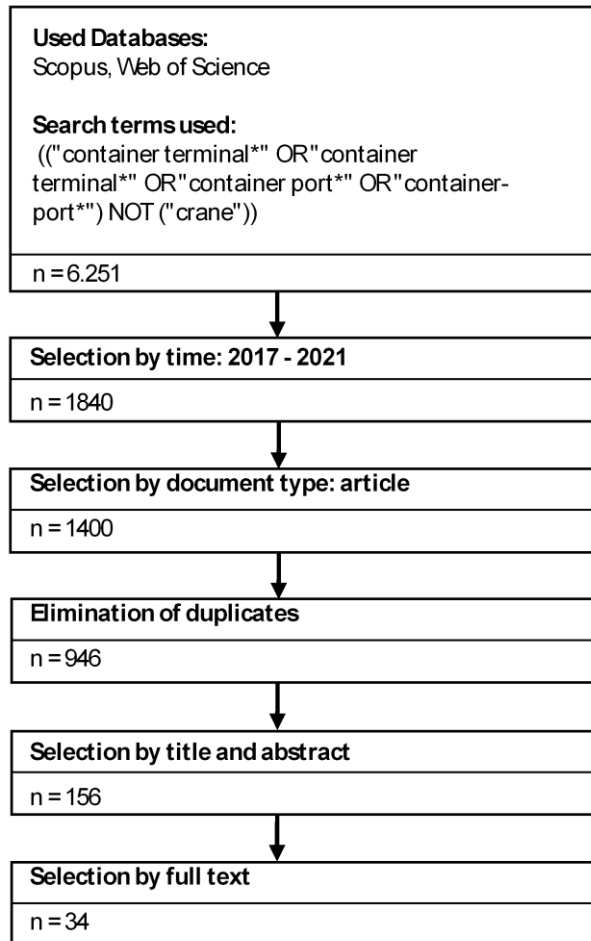 Used Databases:
Scopus, Web of Science
Search terms used:
(("container terminal*" OR "container
terminal*" OR "container port*" OR "container-
port*") NOT ("crane"))
n = 6.251
Selection by time: 2017 - 2021
n = 1840
Selection by document type: article
n = 1400
Elimination of duplicates
n = 946
Selection by title and abstract
n = 156
Selection by full text
n = 34